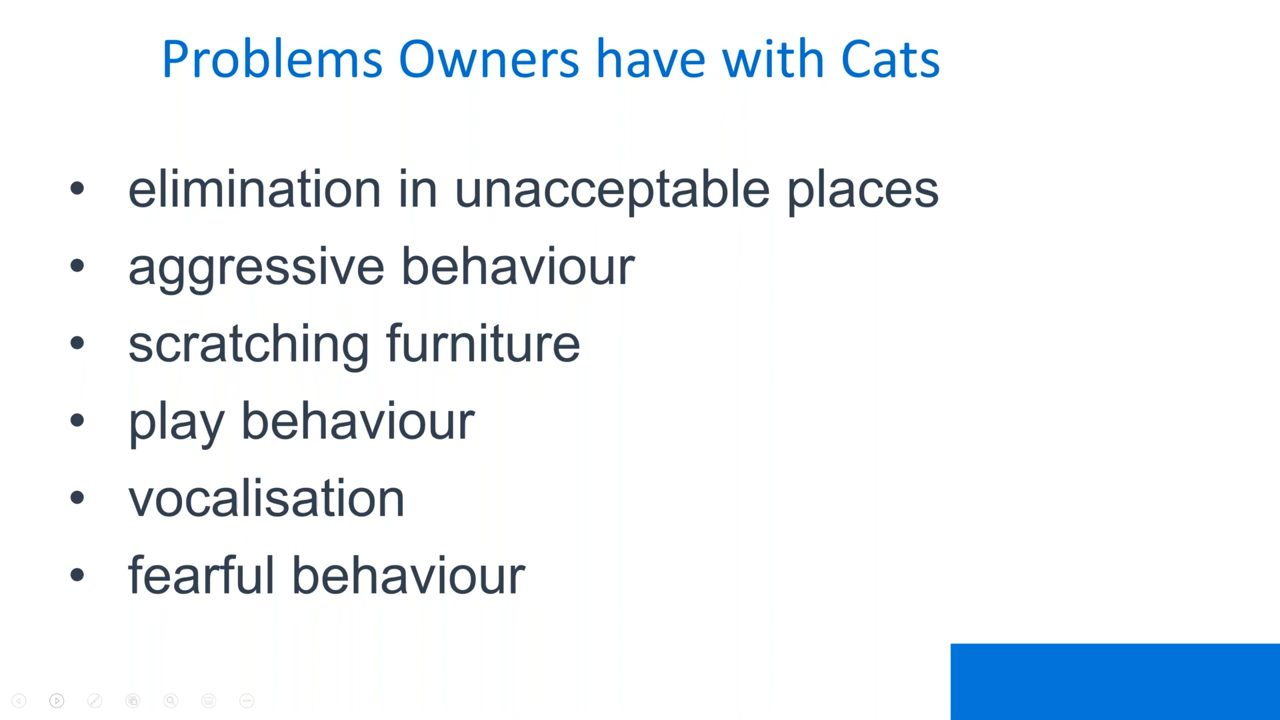 Problems Owners have with Cats
• elimination in unacceptable places
• aggressive behaviour
• scratching furniture
• play behaviour
• vocalisation
• fearful behaviour